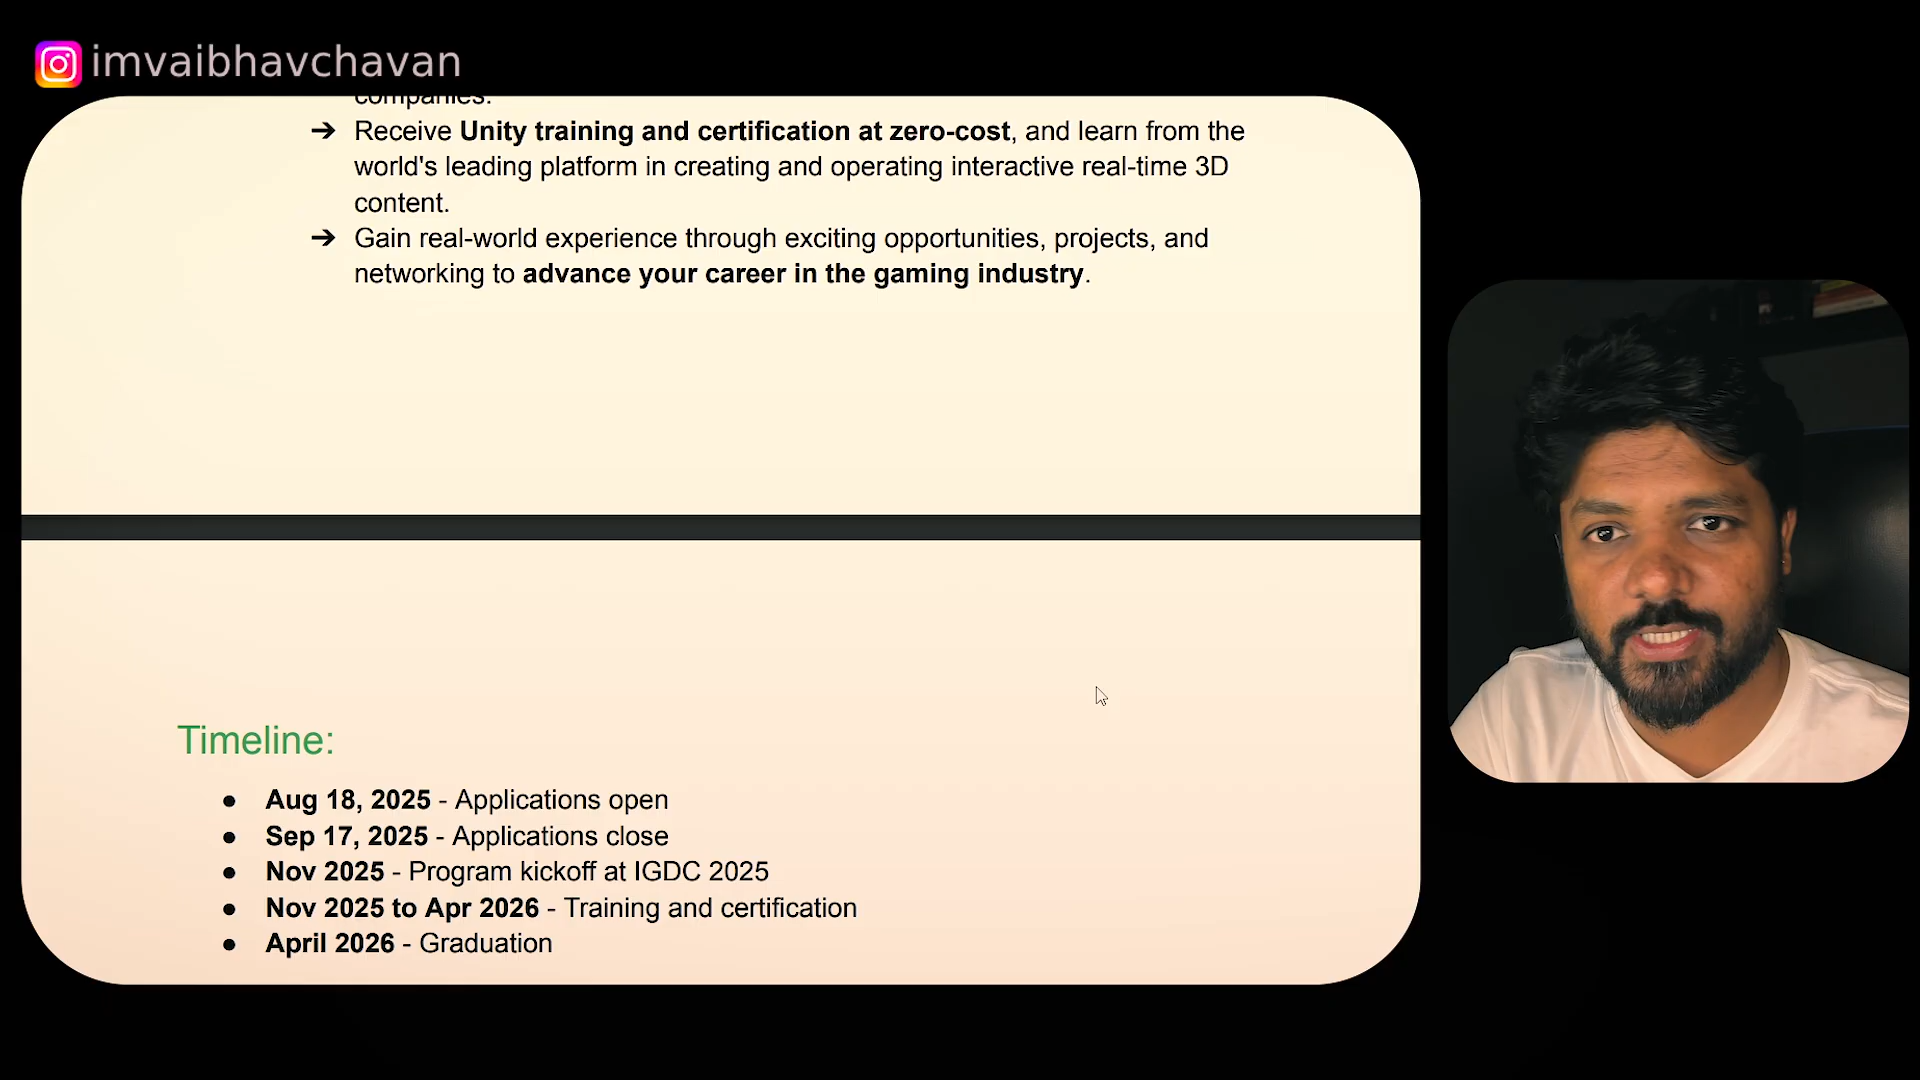 imvaibhavchavan
companies.
➔ Receive Unity training and certification at zero-cost, and learn from the
world's leading platform in creating and operating interactive real-time 3D
content.
➔ Gain real-world experience through exciting opportunities, projects, and
networking to advance your career in the gaming industry.
Timeline:
● Aug 18, 2025 - Applications open
● Sep 17, 2025 - Applications close
● Nov 2025 - Program kickoff at IGDC 2025
● Nov 2025 to Apr 2026 - Training and certification
● April 2026 - Graduation